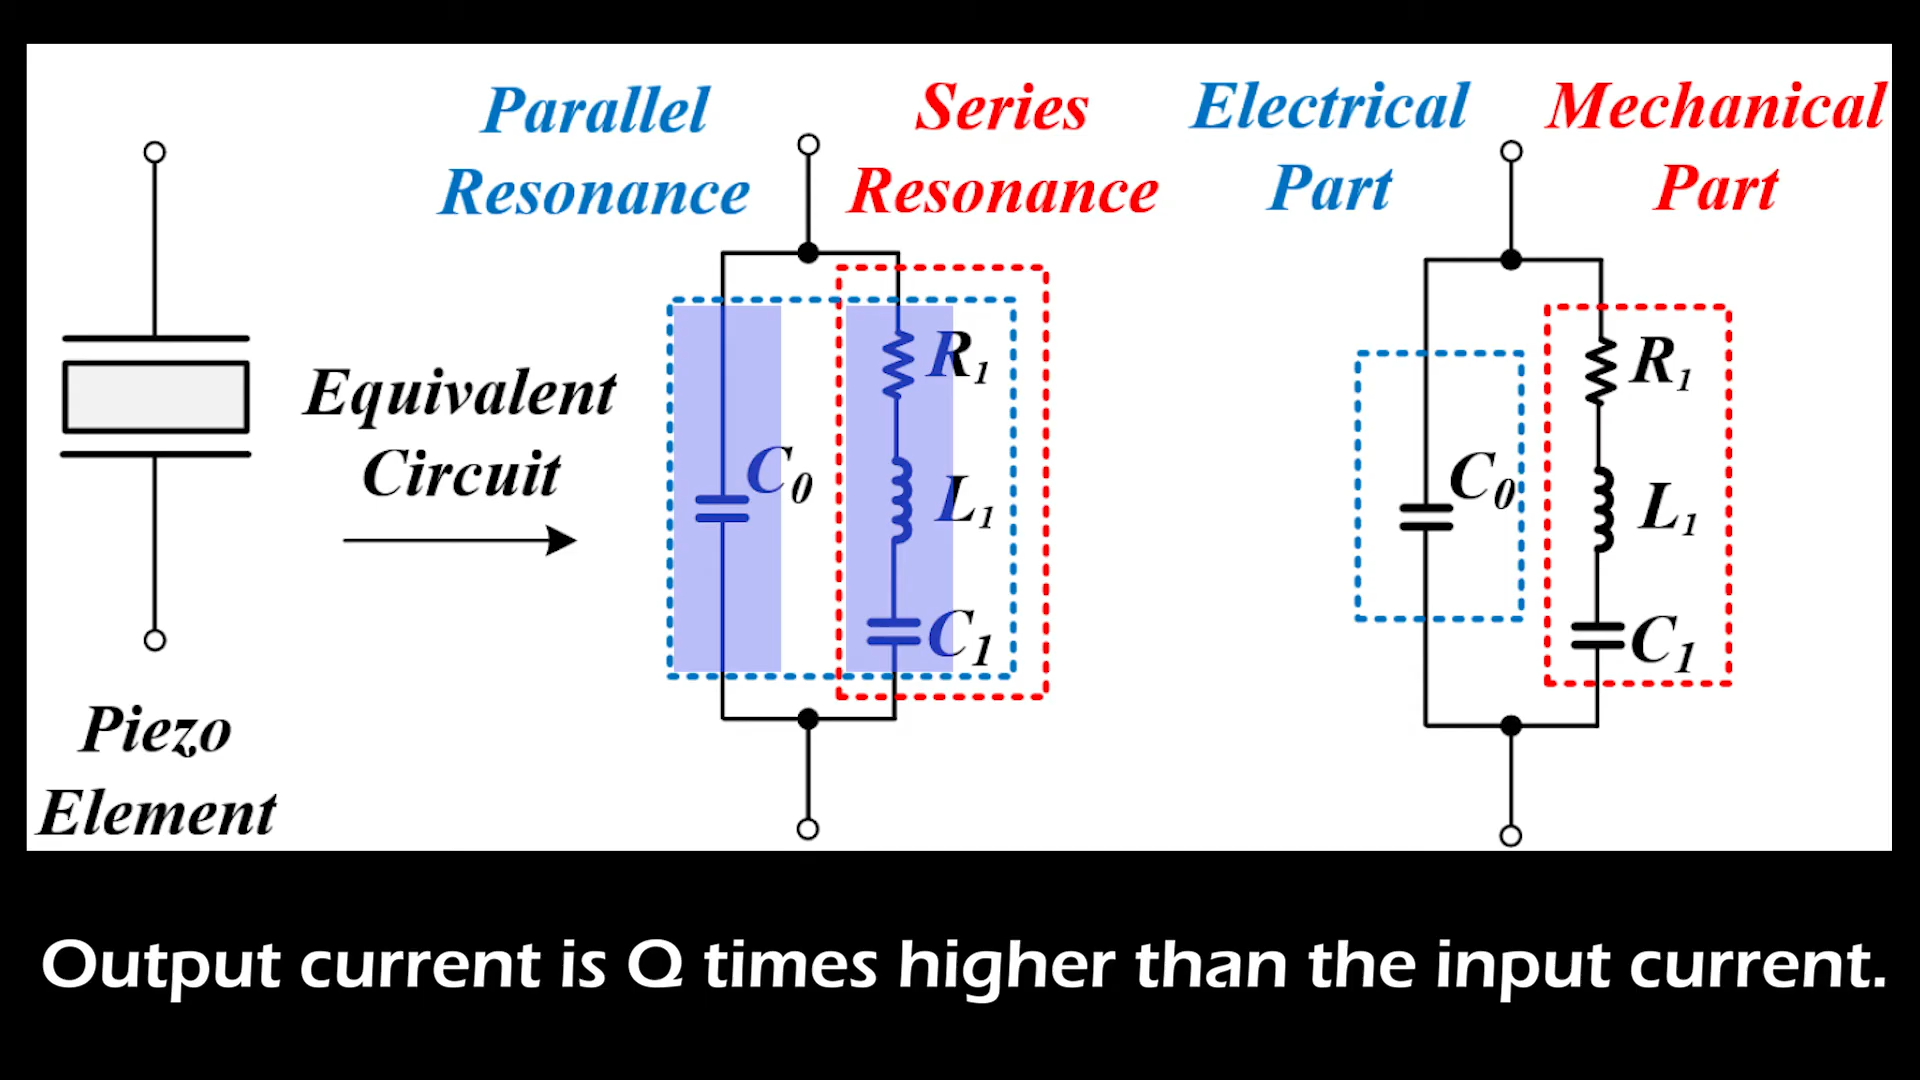 Parallel
Resonance
Series
Resonance
Electrical
Part
Mechanical
Part
Equivalent
Circuit
C0
R1
L1
C1
C0
R1
L1
C1
Piezo
Element
Output current is Q times higher than the input current.